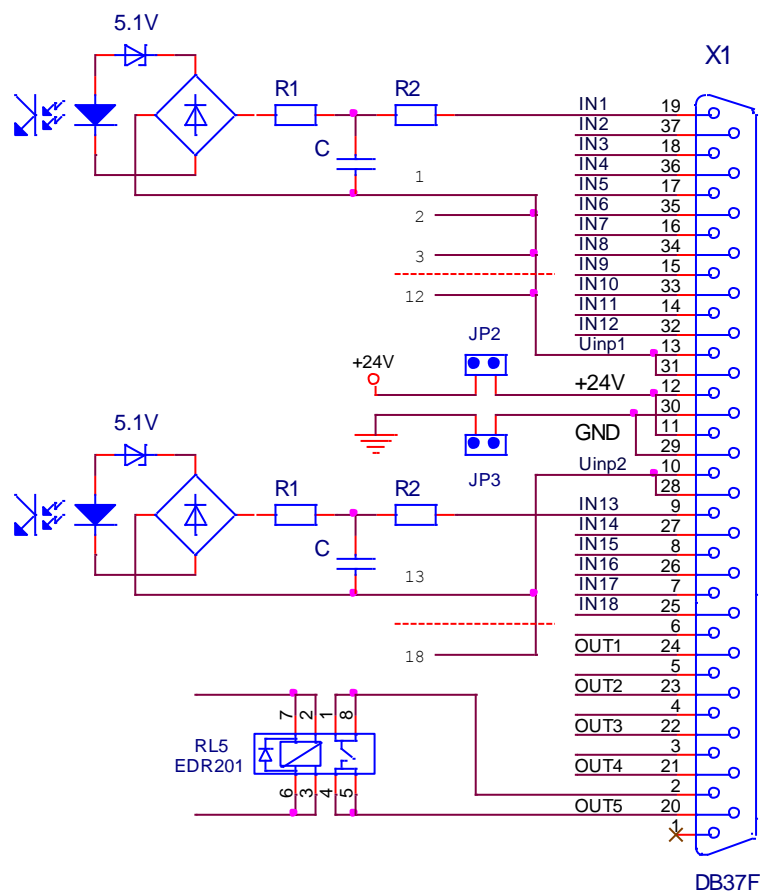 5.1V
X1
R1
R2
C
IN1 19
IN2 37
IN3 18
IN4 36
IN5 17
IN6 35
IN7 16
IN8 34
IN9 15
IN10 33
IN11 14
IN12 32
Uinp1 13
31
1
2
3
12
JP2
+24V
+24V 12
30
GND 11
29
JP3
Uinp2 10
28
5.1V
R1
R2
C
IN13 9
IN14 27
IN15 8
IN16 26
IN17 7
IN18 25
13
18
6
OUT1 24
5
OUT2 23
4
OUT3 22
3
OUT4 21
2
OUT5 20
1
7 2 1 8
RL5
EDR201
6 3 4 5
DB37F